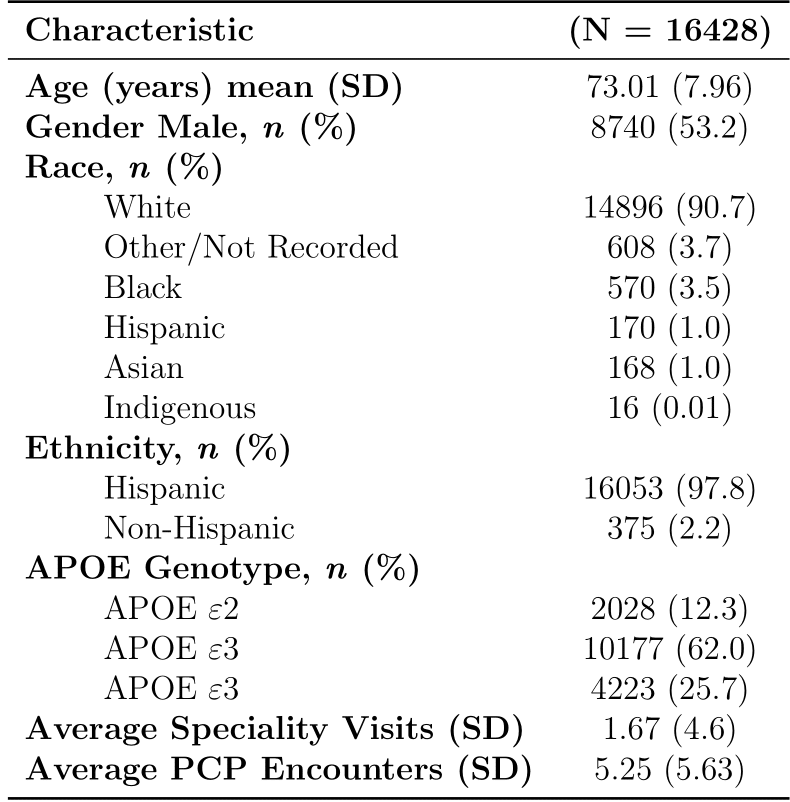 Characteristic (N = 16428)
Age (years) mean (SD) 73.01 (7.96)
Gender Male, n (%) 8740 (53.2)
Race, n (%)
White 14896 (90.7)
Other/Not Recorded 608 (3.7)
Black 570 (3.5)
Hispanic 170 (1.0)
Asian 168 (1.0)
Indigenous 16 (0.01)
Ethnicity, n (%)
Hispanic 16053 (97.8)
Non-Hispanic 375 (2.2)
APOE Genotype, n (%)
APOE ε2 2028 (12.3)
APOE ε3 10177 (62.0)
APOE ε3 4223 (25.7)
Average Speciality Visits (SD) 1.67 (4.6)
Average PCP Encounters (SD) 5.25 (5.63)